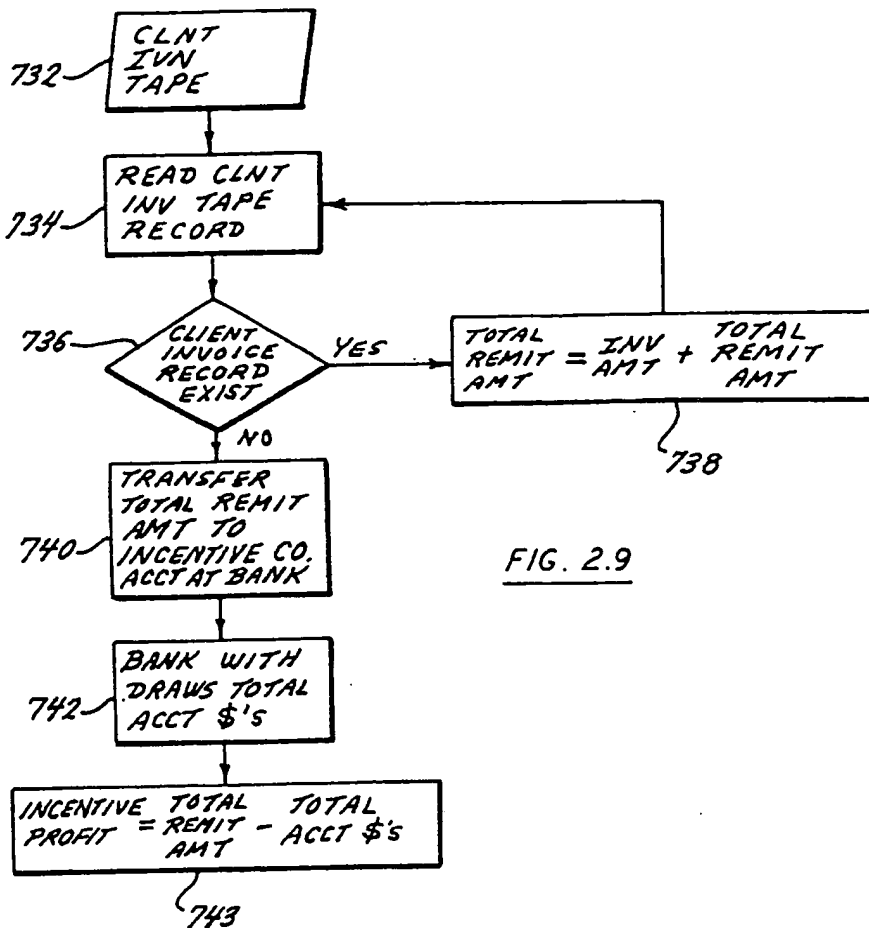 732
CLNT
IVN
TAPE
734
READ CLNT
INV TAPE
RECORD
736
CLIENT
INVOICE
RECORD
EXIST
YES
TOTAL REMIT AMT = INV AMT + TOTAL REMIT AMT
738
NO
740
TRANSFER
TOTAL REMIT
AMT TO
INCENTIVE CO.
ACCT AT BANK
FIG. 2.9
742
BANK WITH
DRAWS TOTAL
ACCT $'S
INCENTIVE PROFIT = TOTAL REMIT AMT - TOTAL ACCT $'S
743